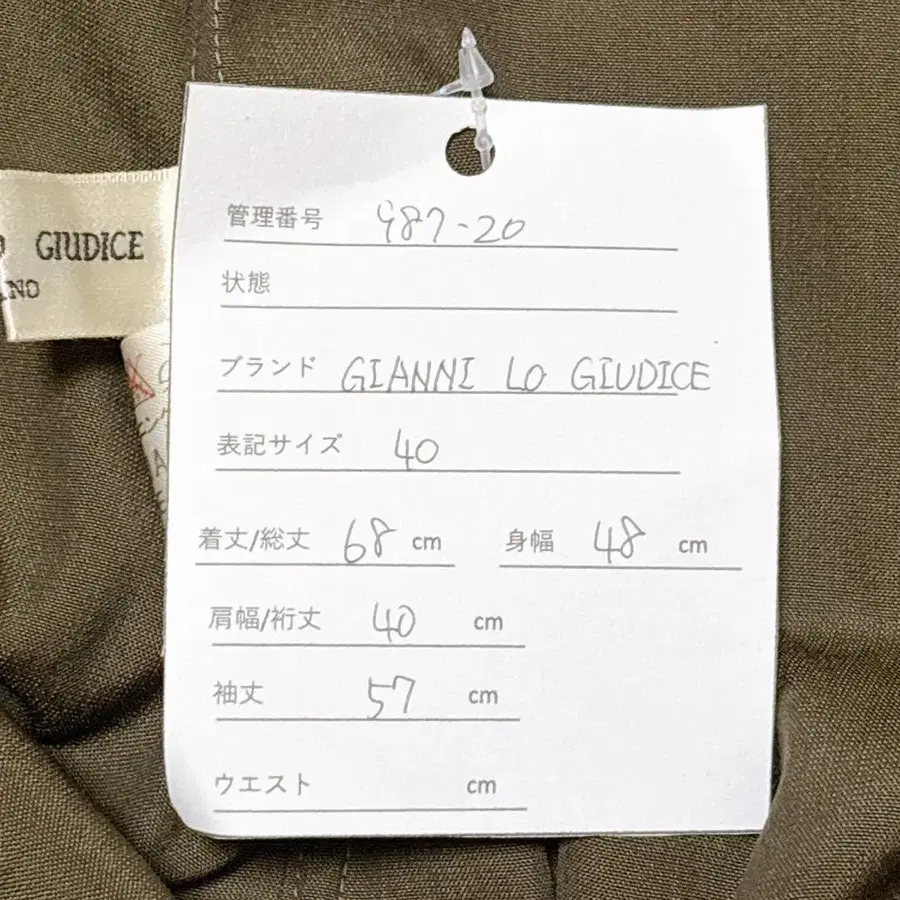 GIUDICE
管理番号 987-20
状態
ブランド GIANNI LO GIUDICE
表記サイズ 40
着丈/総丈 68 cm 身幅 48 cm
肩幅/裄丈 40 cm
袖丈 57 cm
ウエスト cm